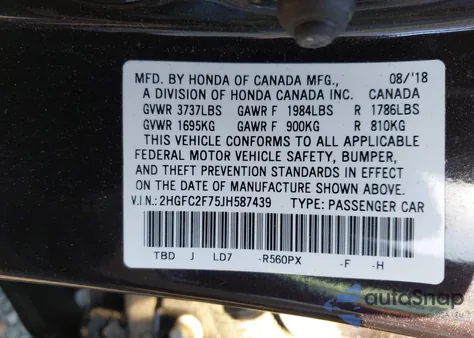 MFD. BY HONDA OF CANADA MFG., 08/'18
A DIVISION OF HONDA CANADA INC. CANADA
GVWR 3737LBS GAWR F 1984LBS R 1786LBS
GVWR 1695KG GAWR F 900KG R 810KG
THIS VEHICLE CONFORMS TO ALL APPLICABLE
FEDERAL MOTOR VEHICLE SAFETY, BUMPER,
AND THEFT PREVENTION STANDARDS IN EFFECT
ON THE DATE OF MANUFACTURE SHOWN ABOVE.
V.I.N.: 2HGFC2F75JH587439 TYPE: PASSENGER CAR
TBD J LD7 -R560PX -F -H
autoSnap